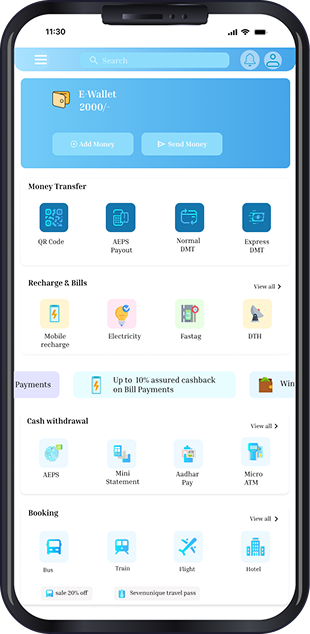 11:30
Search
E-Wallet
2000/-
Add Money Send Money
Money Transfer
QR Code AEPS Normal Express
Payout DMT DMT
Recharge & Bills View all
Mobile Electricity Fastag DTH
recharge
Payments Up to 10% assured cashback Win
on Bill Payments
Cash withdrawal View all
AEPS Mini Aadhar Micro
Statement Pay ATM
Booking View all
Bus Train Flight Hotel
sale 20% off Sevenunique travel pass